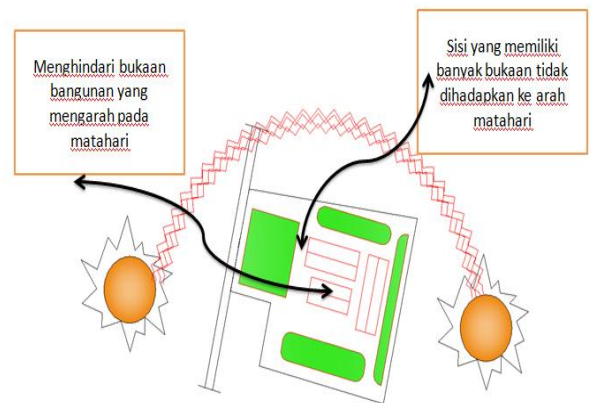 Menghindari bukaan
bangunan yang
mengarah pada
matahari
Sisi yang memiliki
banyak bukaan tidak
dihadapkan ke arah
matahari